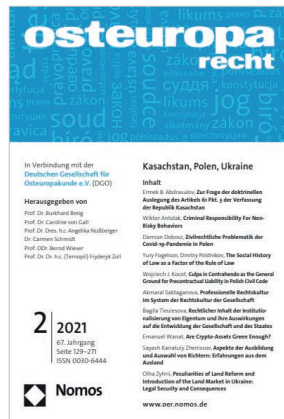 osteuropa
recht
In Verbindung mit der
Deutschen Gesellschaft für
Osteuropakunde e.V. (DGO)
Herausgegeben von
Prof. Dr. Burkhard Breig
Prof. Dr. Caroline von Gall
Prof. Dr. Dres. h.c. Angelika Nußberger
Dr. Carmen Schmidt
Prof. DDr. Bernd Wieser
Prof. Dr. Dr. h.c. (Ternopil) Fryderyk Zoll
2 2021
67. Jahrgang
Seite 129–271
ISSN 0030-6444
Nomos
Kasachstan, Polen, Ukraine
Inhalt
Ermek B. Abdrasulov, Zur Frage der doktrinellen
Auslegung des Artikels 61 Pkt. 3 der Verfassung
der Republik Kasachstan
Wiktor Antolak, Criminal Responsibility For Non-
Risky Behaviors
Damian Dobosz, Zivilrechtliche Problematik der
Covid-19-Pandemie in Polen
Yury Fogelson, Dmitry Poldnikov, The Social History
of Law as a Factor of the Rule of Law
Wojciech J. Kocot, Culpa in Contrahendo as the General
Ground for Precontractual Liability in Polish Civil Code
Akmaral Saktaganova, Professionelle Rechtskultur
im System der Rechtskultur der Gesellschaft
Bagila Tleulesova, Rechtlicher Inhalt der Institutio-
nalisierung von Eigentum und ihre Auswirkungen
auf die Entwicklung der Gesellschaft und des Staates
Emanuel Wanat, Are Crypto-Assets Green Enough?
Sayash Kairatuly Zhenissov, Aspekte der Ausbildung
und Auswahl von Richtern: Erfahrungen aus dem
Ausland
Olha Zyhrii, Peculiarities of Land Reform and
Introduction of the Land Market in Ukraine:
Legal Security and Consequences
www.oer.nomos.de